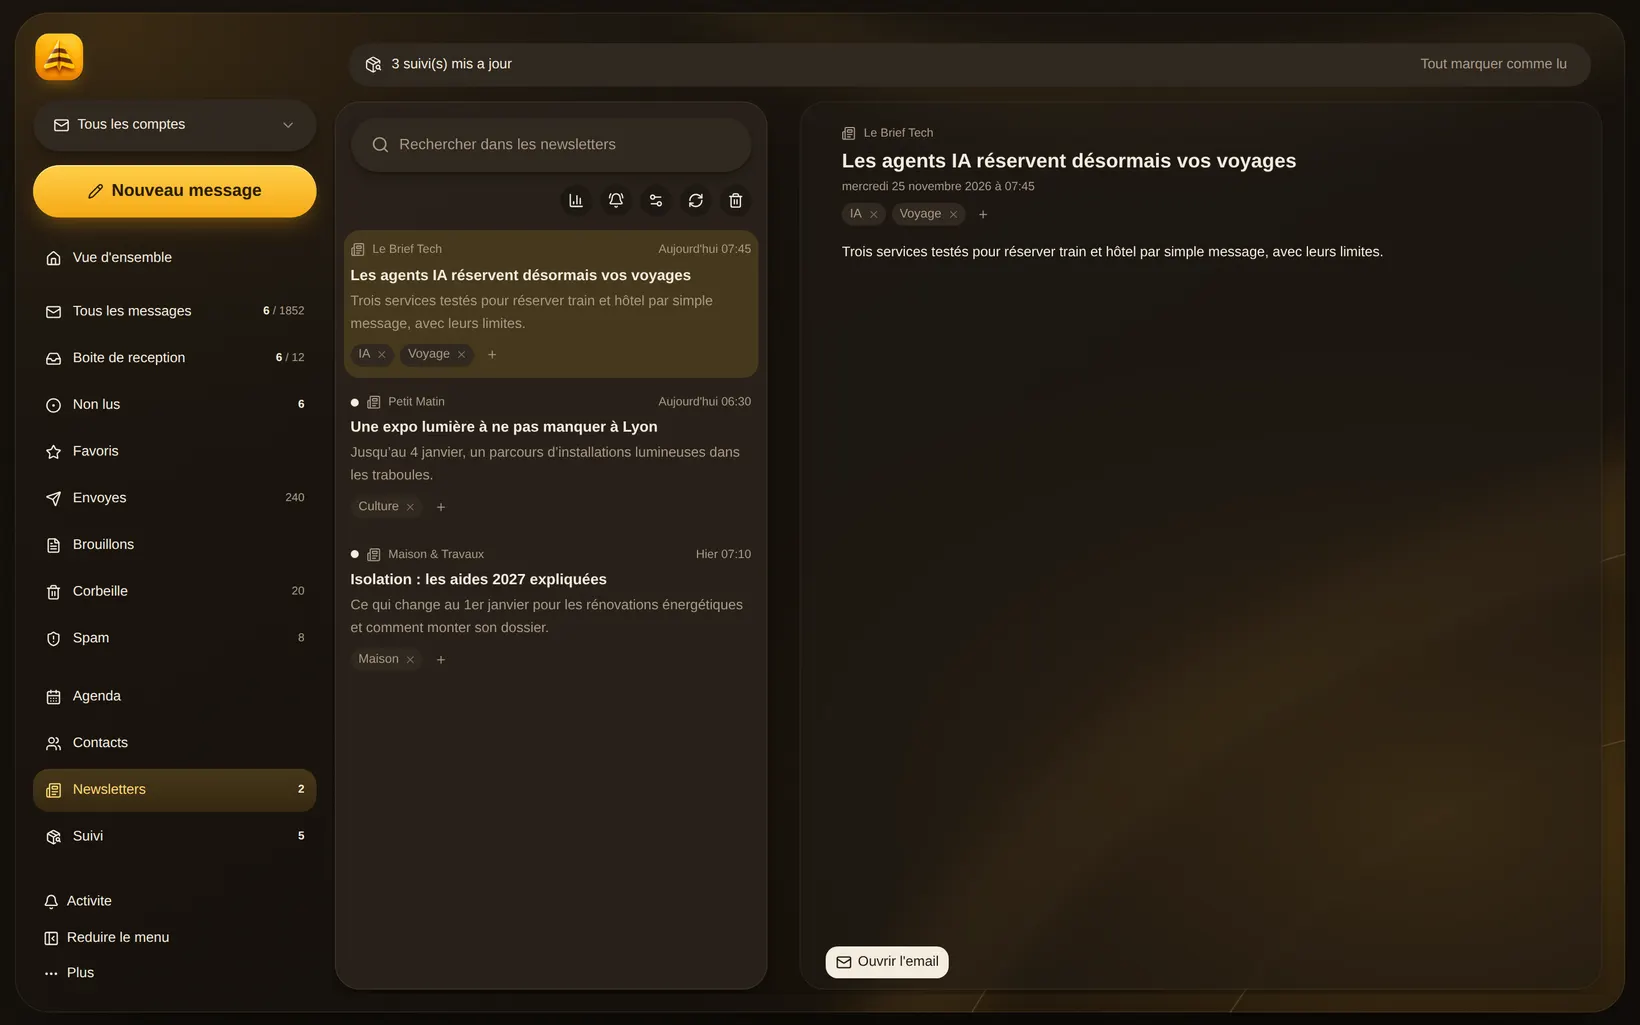 3 suivi(s) mis a jour
Tout marquer comme lu
Tous les comptes
Nouveau message
Vue d'ensemble
Tous les messages 6 / 1852
Boite de reception 6 / 12
Non lus 6
Favoris
Envoyes 240
Brouillons
Corbeille 20
Spam 8
Agenda
Contacts
Newsletters 2
Suivi 5
Activite
Reduire le menu
Plus
Rechercher dans les newsletters
Le Brief Tech Aujourd'hui 07:45
Les agents IA réservent désormais vos voyages
Trois services testés pour réserver train et hôtel par simple
message, avec leurs limites.
IA × Voyage × +
Petit Matin Aujourd'hui 06:30
Une expo lumière à ne pas manquer à Lyon
Jusqu’au 4 janvier, un parcours d’installations lumineuses dans
les traboules.
Culture × +
Maison & Travaux Hier 07:10
Isolation : les aides 2027 expliquées
Ce qui change au 1er janvier pour les rénovations énergétiques
et comment monter son dossier.
Maison × +
Le Brief Tech
Les agents IA réservent désormais vos voyages
mercredi 25 novembre 2026 à 07:45
IA × Voyage × +
Trois services testés pour réserver train et hôtel par simple message, avec leurs limites.
Ouvrir l'email